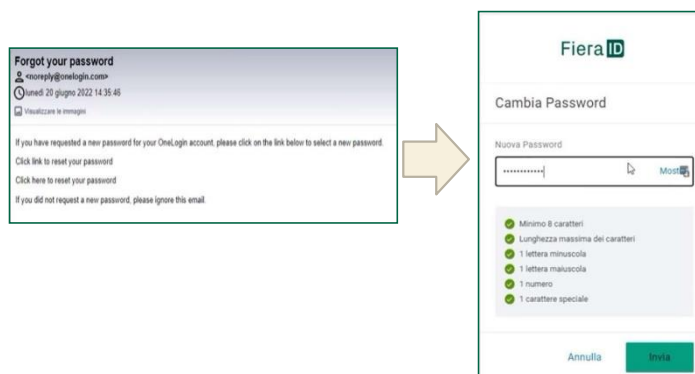 Forgot your password
<noreply@onelogin.com>
lunedì 20 giugno 2022 14:35:46
Visualizzare le immagini
If you have requested a new password for your OneLogin account, please click on the link below to select a new password.
Click link to reset your password
Click here to reset your password
If you did not request a new password, please ignore this email.
Fiera ID
Cambia Password
Nuova Password
Most
Minimo 8 caratteri
Lunghezza massima dei caratteri
1 lettera minuscola
1 lettera maiuscola
1 numero
1 carattere speciale
Annulla Invia